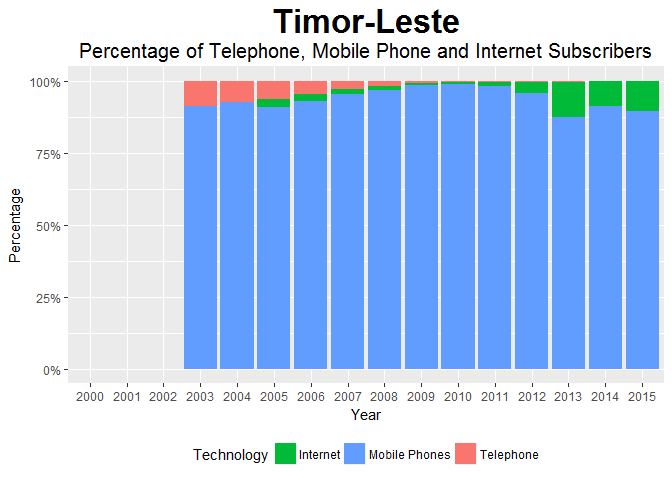 Timor-Leste
Percentage of Telephone, Mobile Phone and Internet Subscribers
100%
75%
50%
25%
0%
Percentage
2000 2001 2002 2003 2004 2005 2006 2007 2008 2009 2010 2011 2012 2013 2014 2015
Year
Technology Internet Mobile Phones Telephone